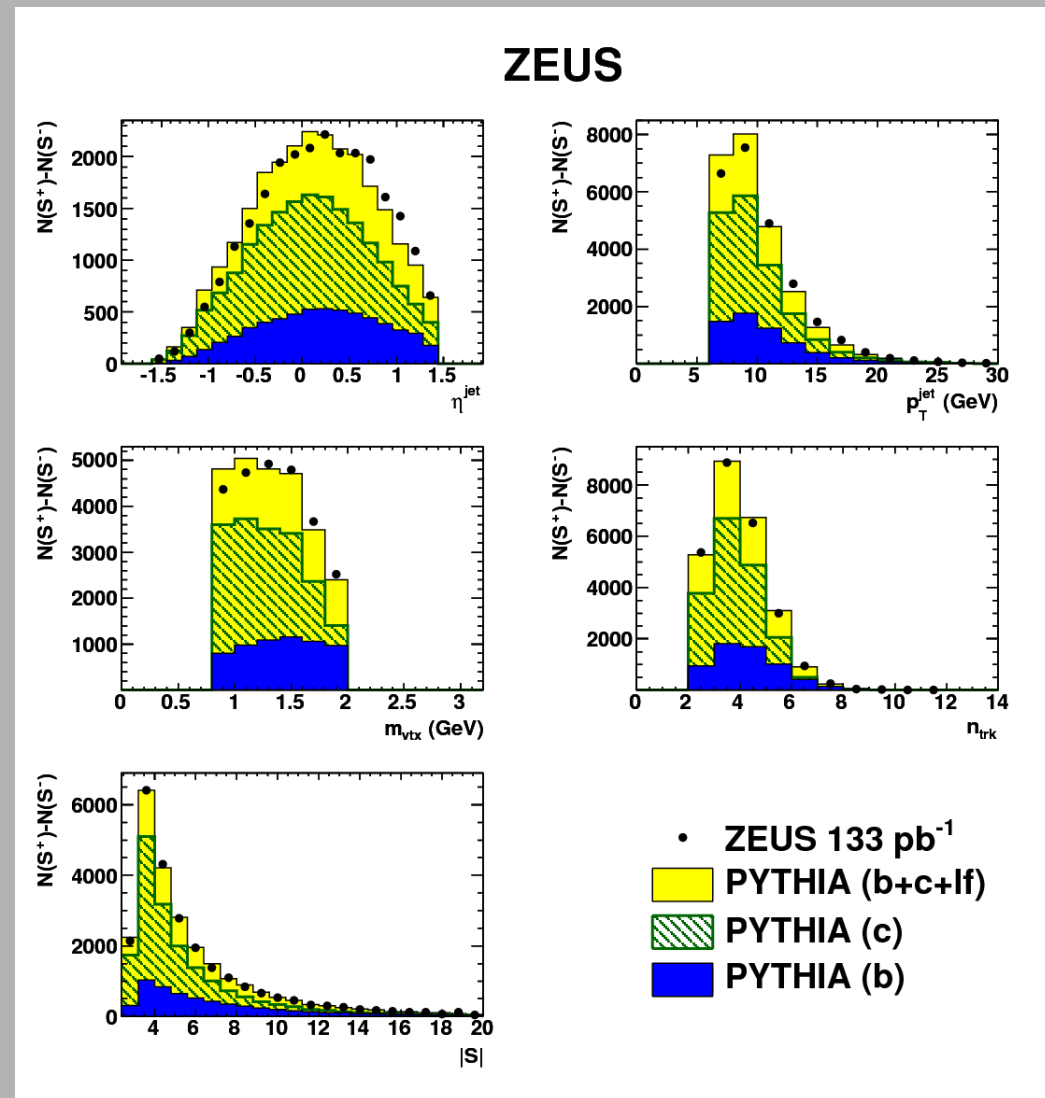 ZEUS
N(S⁺)-N(S⁻)
2000
1500
1000
500
0
-1.5 -1 -0.5 0 0.5 1 1.5
η^jet
N(S⁺)-N(S⁻)
8000
6000
4000
2000
0
0 5 10 15 20 25 30
p_T^jet (GeV)
N(S⁺)-N(S⁻)
5000
4000
3000
2000
1000
0 0.5 1 1.5 2 2.5 3
m_vtx (GeV)
N(S⁺)-N(S⁻)
8000
6000
4000
2000
0
0 2 4 6 8 10 12 14
n_trk
N(S⁺)-N(S⁻)
6000
4000
2000
0
4 6 8 10 12 14 16 18 20
|S|
ZEUS 133 pb⁻¹
PYTHIA (b+c+lf)
PYTHIA (c)
PYTHIA (b)